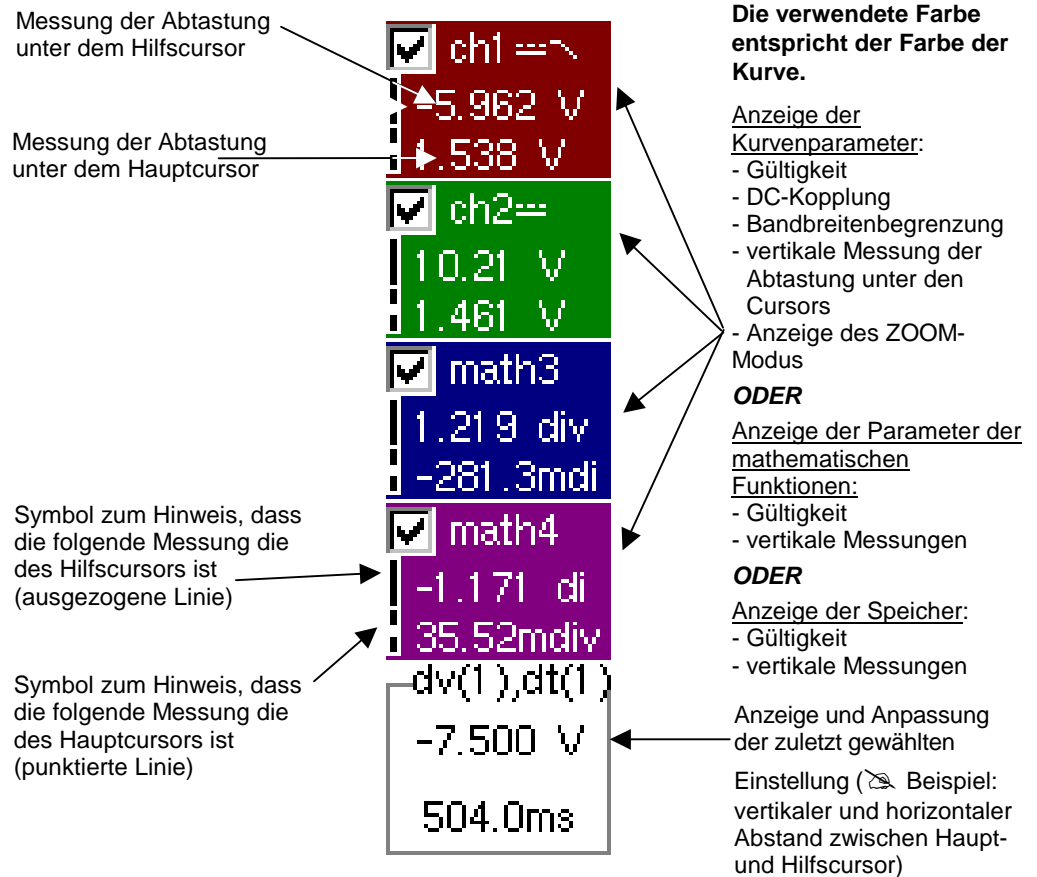 Messung der Abtastung
unter dem Hilfscursor
Messung der Abtastung
unter dem Hauptcursor
Symbol zum Hinweis, dass
die folgende Messung die
des Hilfscursors ist
(ausgezogene Linie)
Symbol zum Hinweis, dass
die folgende Messung die
des Hauptcursors ist
(punktierte Linie)
ch1
-5.962 V
1.538 V
ch2
10.21 V
1.461 V
math3
1.219 div
-281.3mdi
math4
-1.171 di
35.52mdiv
dv(1),dt(1)
-7.500 V
504.0ms
Die verwendete Farbe
entspricht der Farbe der
Kurve.
Anzeige der
Kurvenparameter:
- Gültigkeit
- DC-Kopplung
- Bandbreitenbegrenzung
- vertikale Messung der
Abtastung unter den
Cursors
- Anzeige des ZOOM-
Modus
ODER
Anzeige der Parameter der
mathematischen
Funktionen:
- Gültigkeit
- vertikale Messungen
ODER
Anzeige der Speicher:
- Gültigkeit
- vertikale Messungen
Anzeige und Anpassung
der zuletzt gewählten
Einstellung (✎ Beispiel:
vertikaler und horizontaler
Abstand zwischen Haupt-
und Hilfscursor)